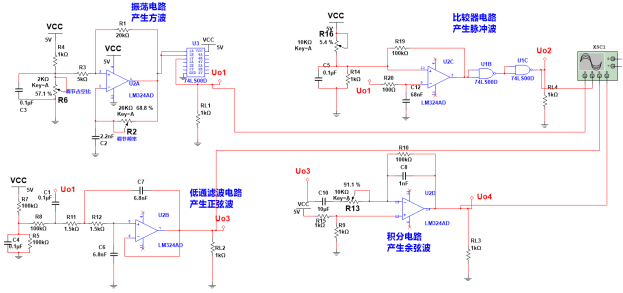 振荡电路
产生方波
VCC
5V
R4
1kΩ
R1
20kΩ
VCC
5V
R3
5kΩ
U2A
LM324AD
2KΩ
Key=A
57.1 %
R6
调节占空比
0.1µF
C3
20KΩ
68.8 %
Key=A
R2
调节频率
2.2nF
C2
U3
VCC
5V
74LS00D
Uo1
RL1
1kΩ
比较器电路
产生脉冲波
VCC
R16
10KΩ
5.4 %
Key=A
R19
100kΩ
C5
0.1µF
R14
1kΩ
Uo1
R20
100kΩ
C12
68nF
U2C
LM324AD
U1B
74LS00D
U1C
74LS00D
Uo2
RL4
1kΩ
XSC1
VCC
5V
R7
100kΩ
Uo1
C1
0.1µF
R8
100kΩ
R11
1.5kΩ
R12
1.5kΩ
C4
0.1µF
R5
100kΩ
C7
6.8nF
C6
6.8nF
U2B
LM324AD
低通滤波电路
产生正弦波
Uo3
RL2
1kΩ
Uo3
VCC
5V
C10
10µF
91.1 %
10KΩ
Key=A
R13
R15
1kΩ
R9
1kΩ
R18
100kΩ
C8
1nF
U2D
LM324AD
积分电路
产生余弦波
Uo4
RL3
1kΩ